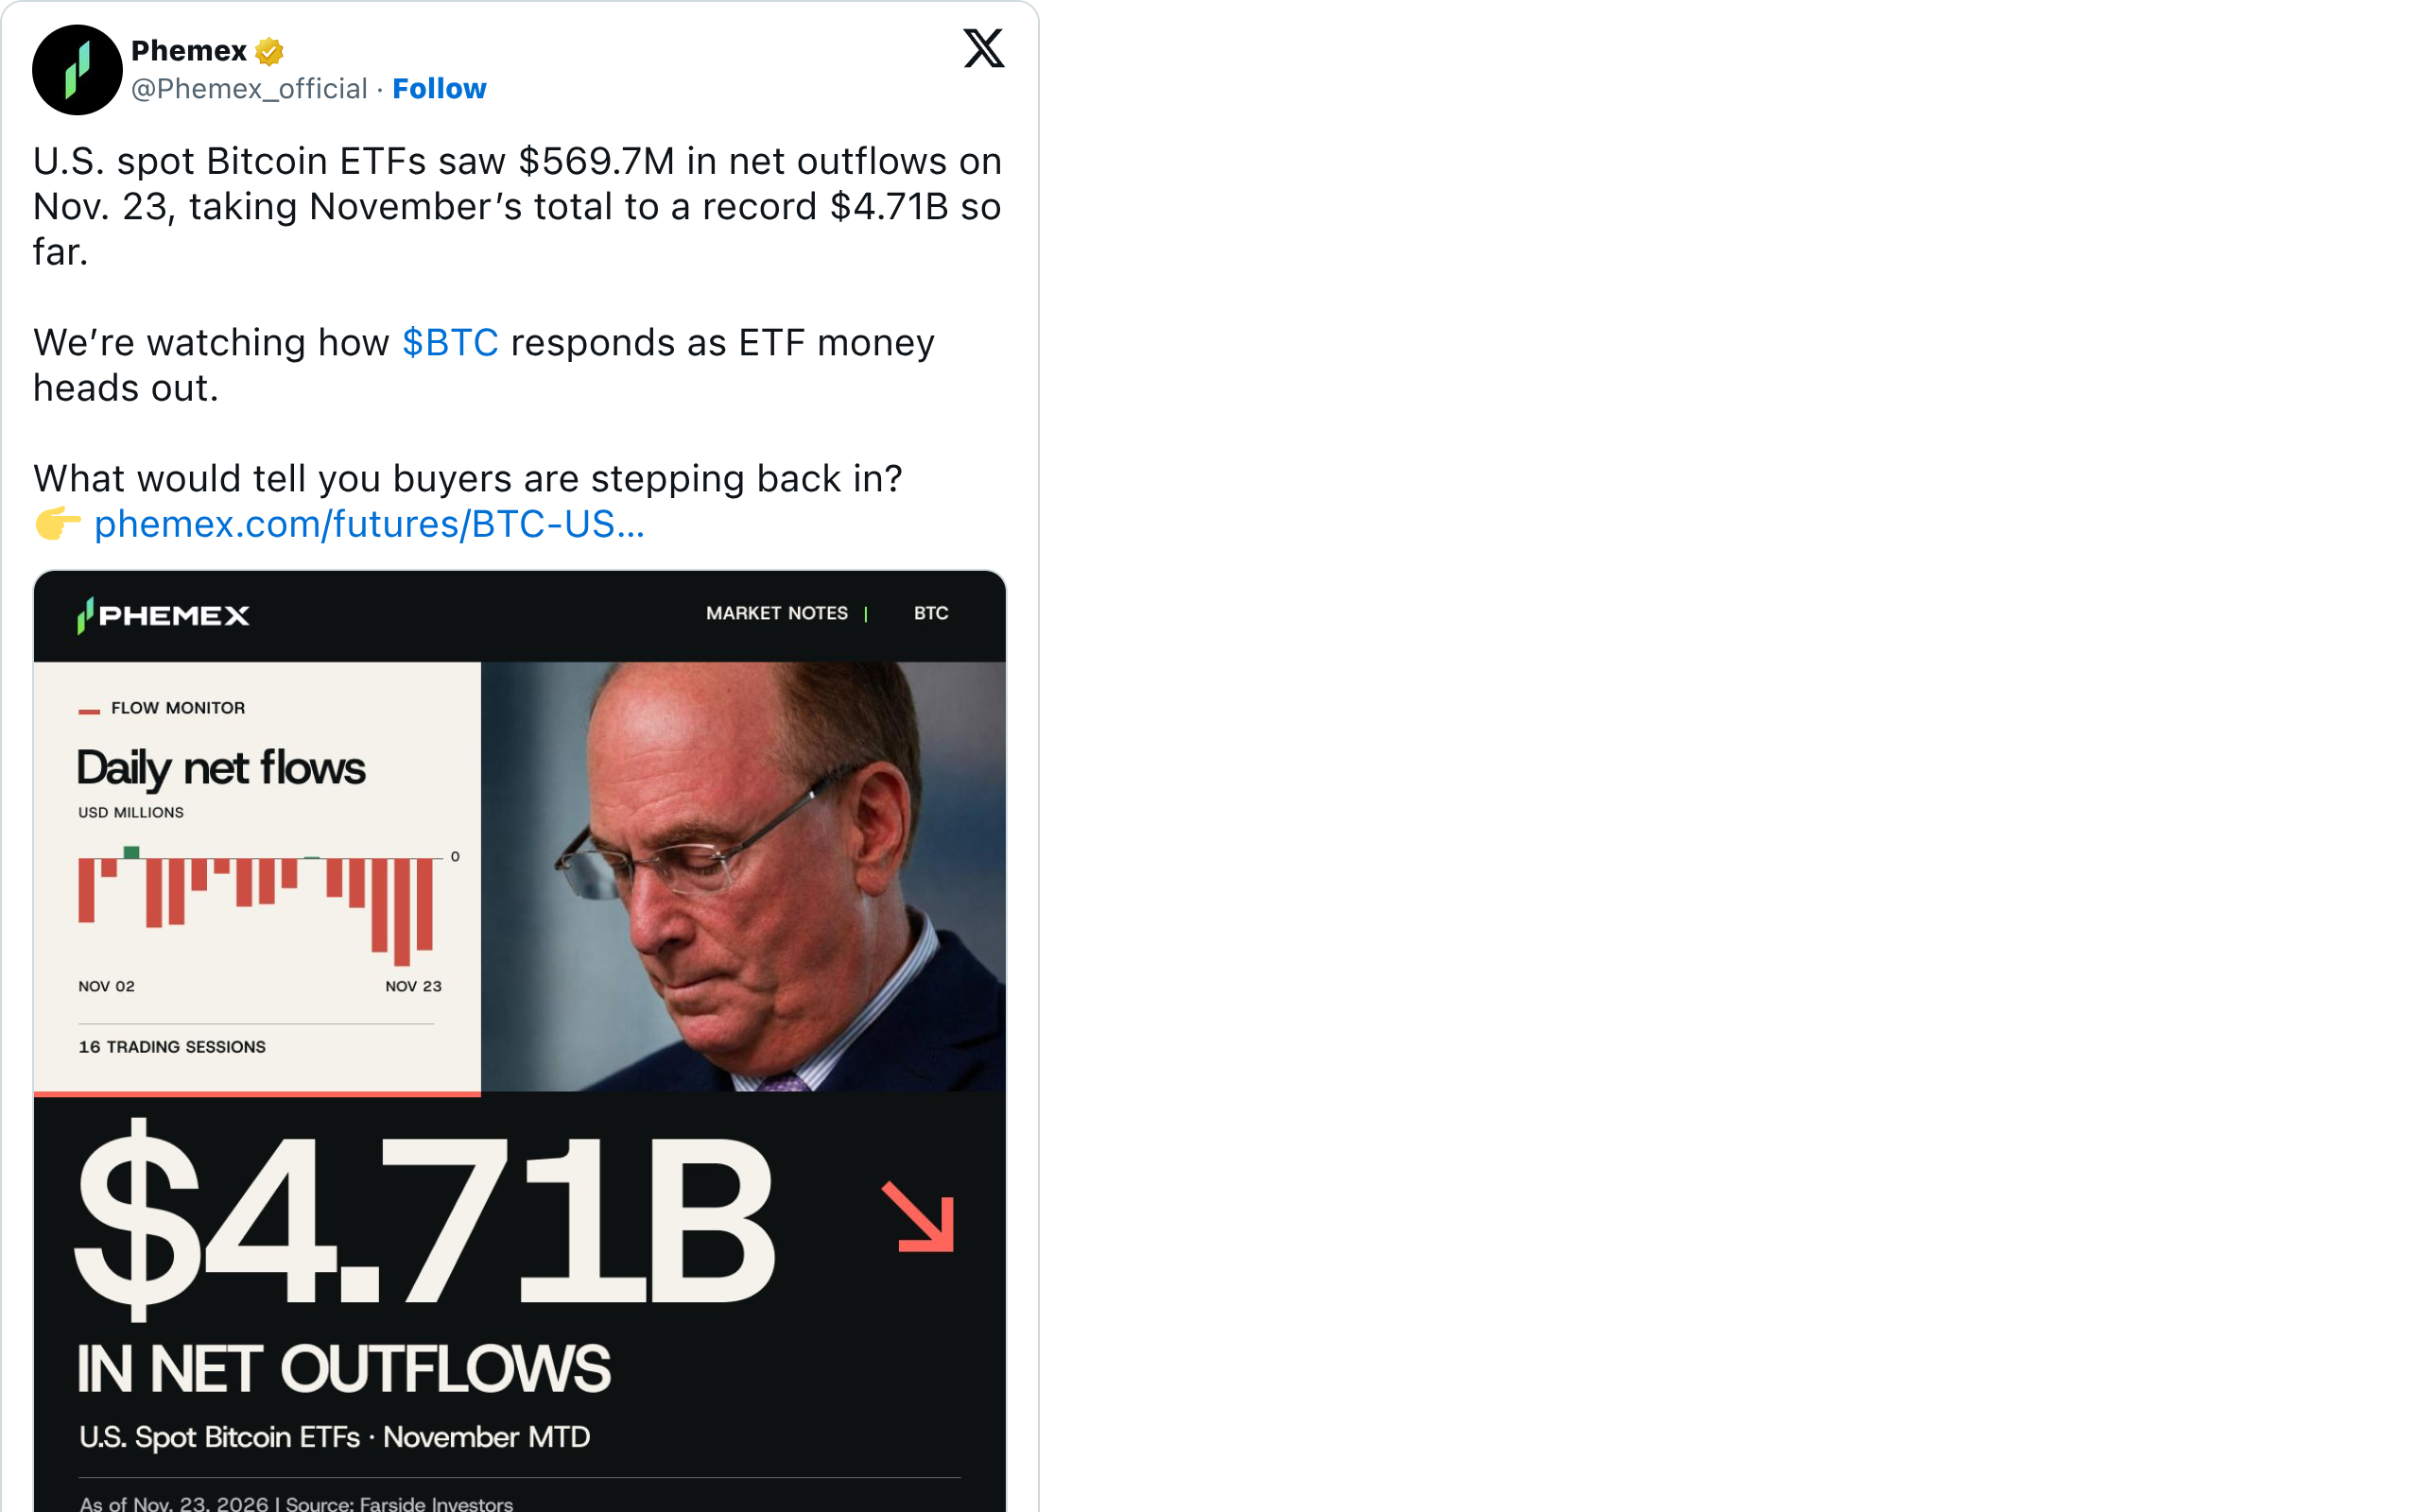 Phemex
@Phemex_official · Follow
U.S. spot Bitcoin ETFs saw $569.7M in net outflows on
Nov. 23, taking November’s total to a record $4.71B so
far.
We’re watching how $BTC responds as ETF money
heads out.
What would tell you buyers are stepping back in?
👉 phemex.com/futures/BTC-US…
PHEMEX
MARKET NOTES | BTC
FLOW MONITOR
Daily net flows
USD MILLIONS
0
NOV 02 NOV 23
16 TRADING SESSIONS
$4.71B
IN NET OUTFLOWS
U.S. Spot Bitcoin ETFs · November MTD
As of Nov. 23, 2026 | Source: Farside Investors